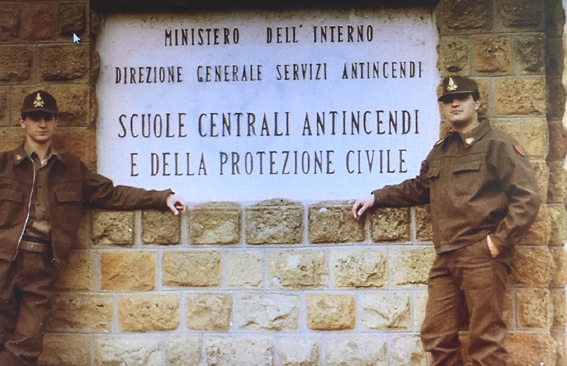 MINISTERO DELL' INTERNO
DIREZIONE GENERALE SERVIZI ANTINCENDI
SCUOLE CENTRALI ANTINCENDI
E DELLA PROTEZIONE CIVILE